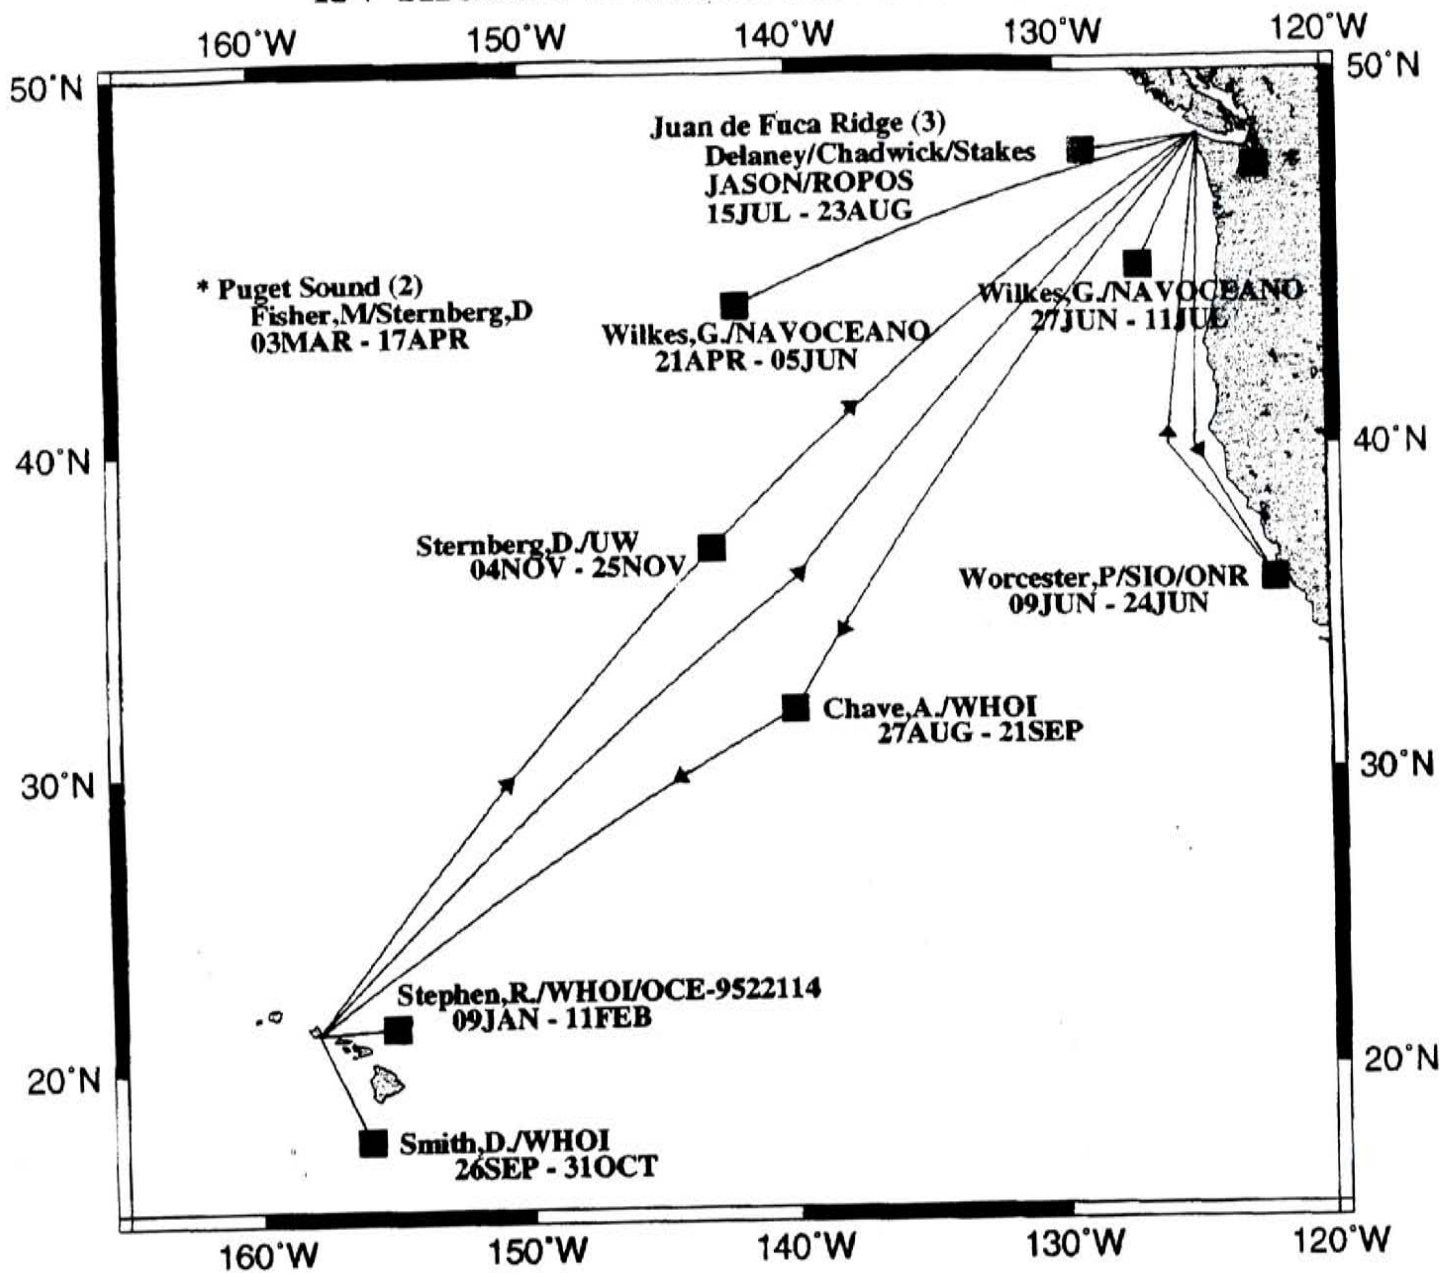 160°W 150°W 140°W 130°W 120°W
50°N 50°N
Juan de Fuca Ridge (3)
Delaney/Chadwick/Stakes
JASON/ROPOS
15JUL - 23AUG
* Puget Sound (2)
Fisher,M/Sternberg,D
03MAR - 17APR
*
Wilkes,G./NAVOCEANO
27JUN - 11JUL
Wilkes,G./NAVOCEANO
21APR - 05JUN
40°N 40°N
Sternberg,D./UW
04NOV - 25NOV
Worcester,P/SIO/ONR
09JUN - 24JUN
Chave,A./WHOI
27AUG - 21SEP
30°N 30°N
Stephen,R./WHOI/OCE-9522114
09JAN - 11FEB
20°N 20°N
Smith,D./WHOI
26SEP - 31OCT
160°W 150°W 140°W 130°W 120°W